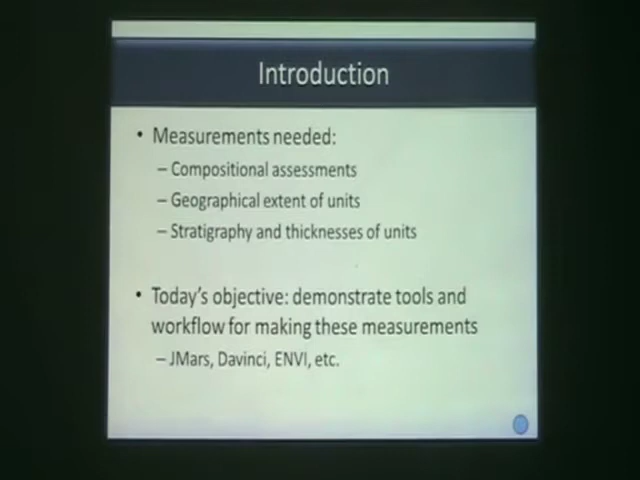 Introduction
• Measurements needed:
– Compositional assessments
– Geographical extent of units
– Stratigraphy and thicknesses of units
• Today's objective: demonstrate tools and
workflow for making these measurements
– JMars, Davinci, ENVI, etc.